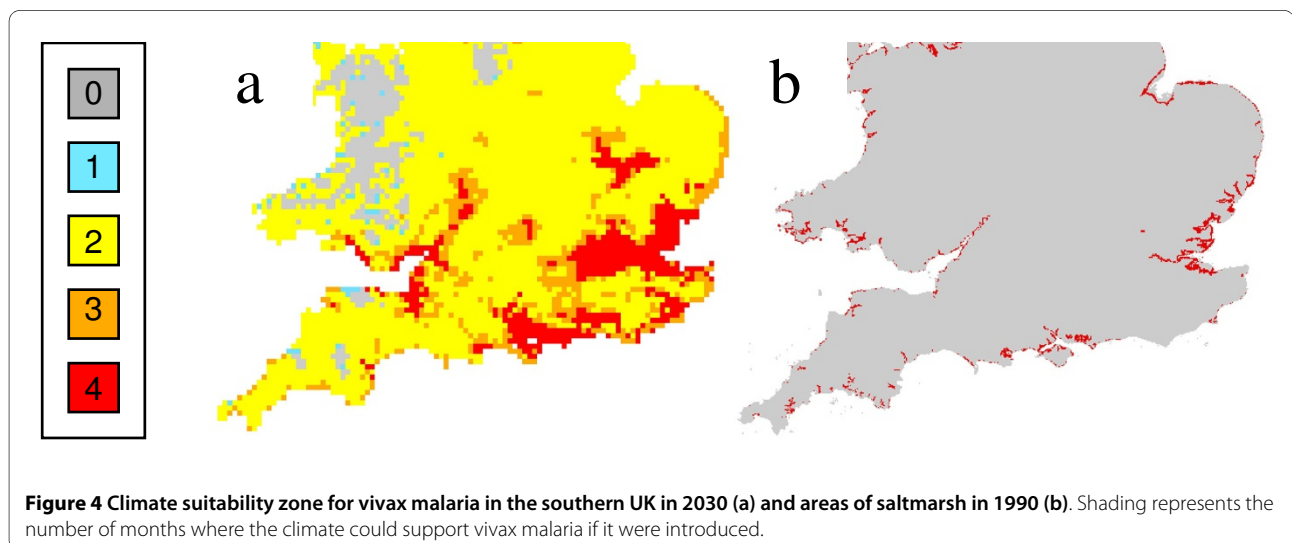 0
1
2
3
4
a
b
Figure 4 Climate suitability zone for vivax malaria in the southern UK in 2030 (a) and areas of saltmarsh in 1990 (b). Shading represents the
number of months where the climate could support vivax malaria if it were introduced.